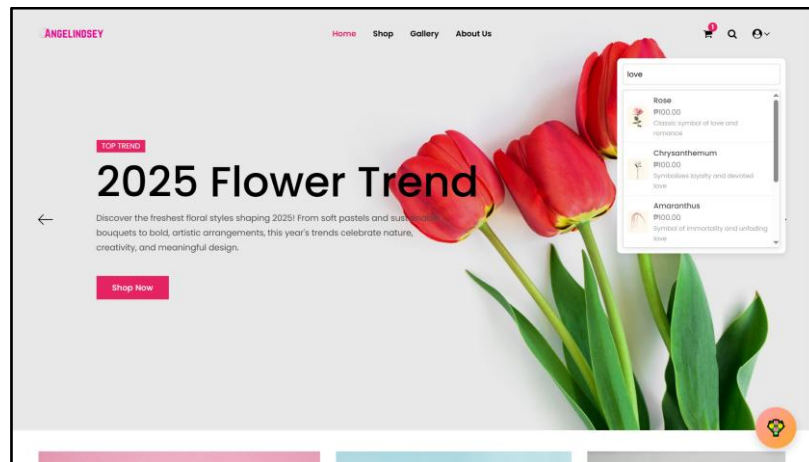 ANGELINDSEY
Home Shop Gallery About Us
1
love
Rose
₱100.00
Classic symbol of love and
romance
Chrysanthemum
₱100.00
Symbolizes loyalty and devoted
love
Amaranthus
₱100.00
Symbol of immortality and unfading
love
TOP TREND
2025 Flower Trend
Discover the freshest floral styles shaping 2025! From soft pastels and sustainable
bouquets to bold, artistic arrangements, this year's trends celebrate nature,
creativity, and meaningful design.
Shop Now